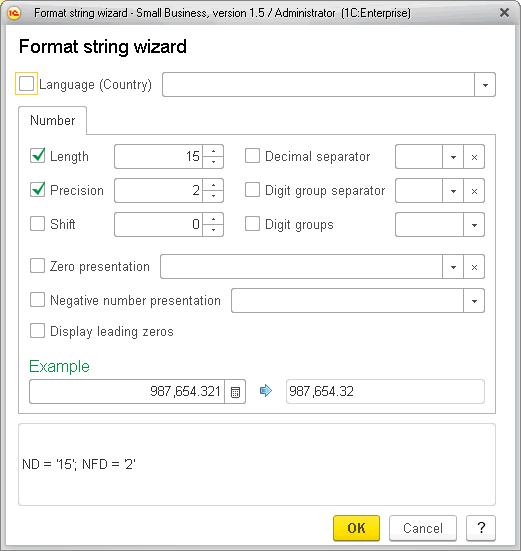 1C Format string wizard - Small Business, version 1.5 / Administrator (1C:Enterprise)
Format string wizard
Language (Country)
Number
Length 15 Decimal separator
Precision 2 Digit group separator
Shift 0 Digit groups
Zero presentation
Negative number presentation
Display leading zeros
Example
987,654.321 987,654.32
ND = '15'; NFD = '2'
OK Cancel ?